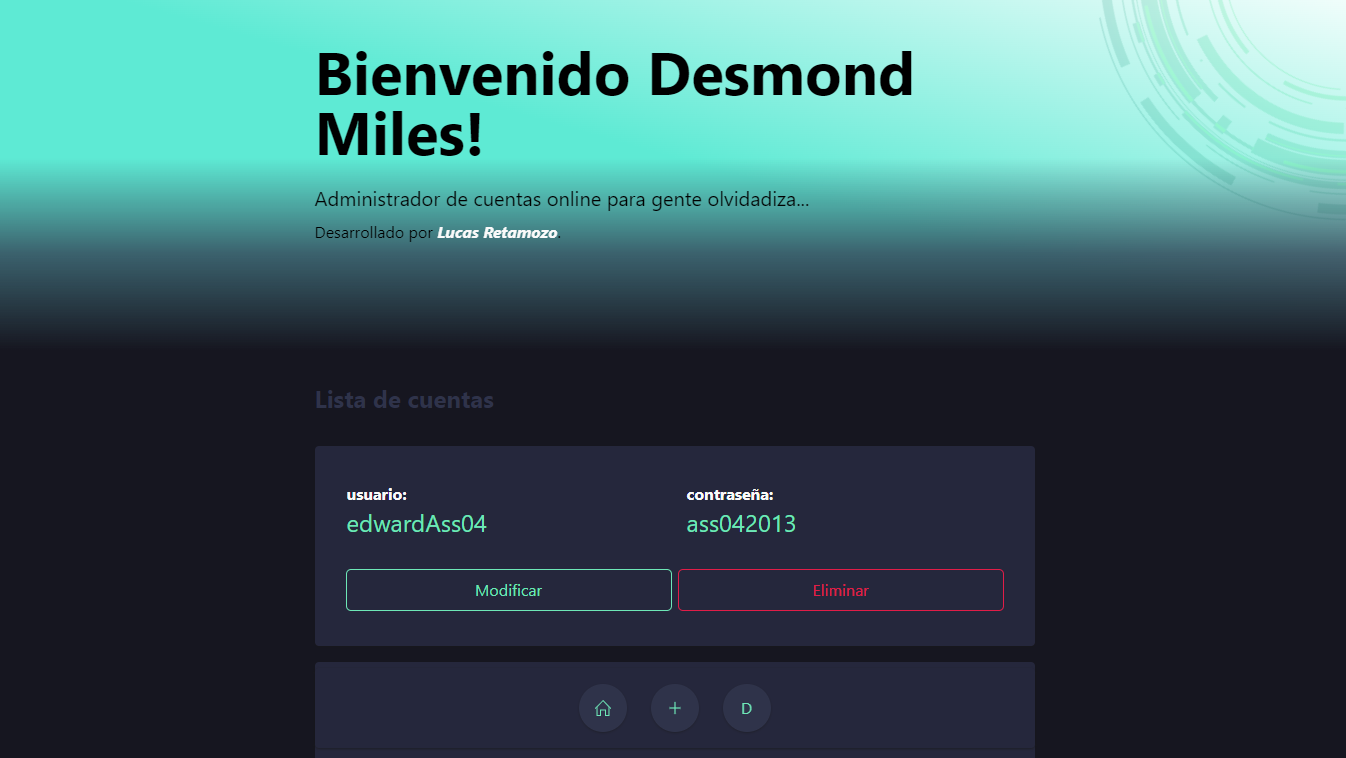 Bienvenido Desmond
Miles!
Administrador de cuentas online para gente olvidadiza...
Desarrollado por Lucas Retamozo.
Lista de cuentas
usuario: contraseña:
edwardAss04 ass042013
Modificar Eliminar
D